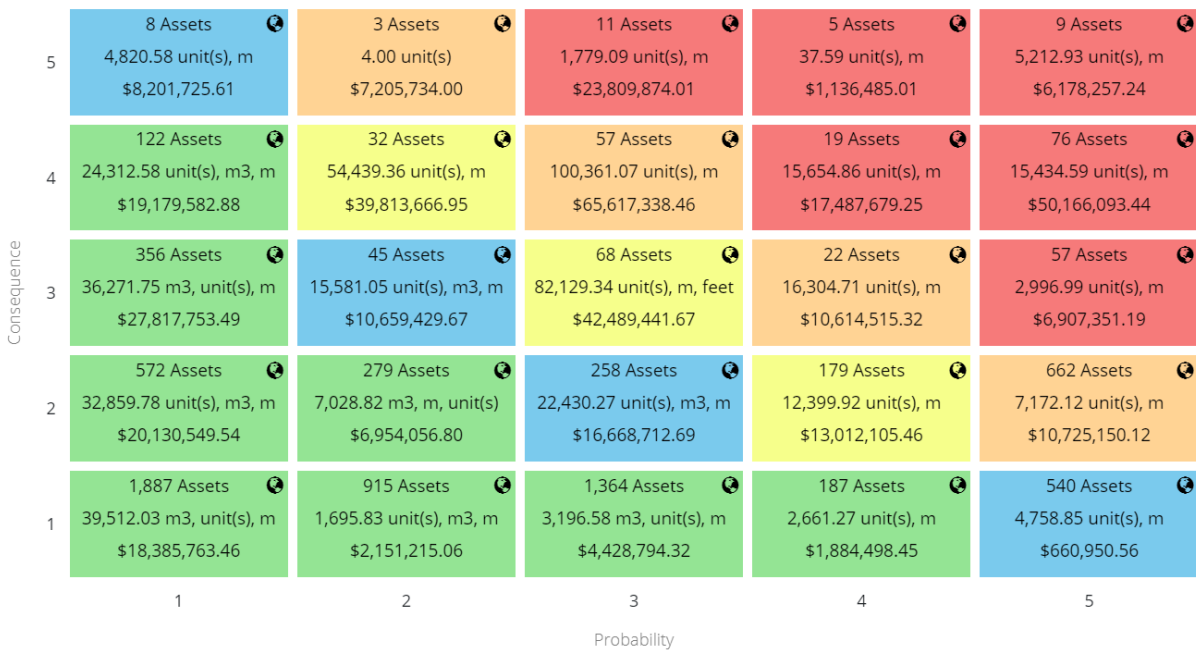 8 Assets
4,820.58 unit(s), m
$8,201,725.61
3 Assets
4.00 unit(s)
$7,205,734.00
11 Assets
1,779.09 unit(s), m
$23,809,874.01
5 Assets
37.59 unit(s), m
$1,136,485.01
9 Assets
5,212.93 unit(s), m
$6,178,257.24
5
122 Assets
24,312.58 unit(s), m3, m
$19,179,582.88
32 Assets
54,439.36 unit(s), m
$39,813,666.95
57 Assets
100,361.07 unit(s), m
$65,617,338.46
19 Assets
15,654.86 unit(s), m
$17,487,679.25
76 Assets
15,434.59 unit(s), m
$50,166,093.44
4
356 Assets
36,271.75 m3, unit(s), m
$27,817,753.49
45 Assets
15,581.05 unit(s), m3, m
$10,659,429.67
68 Assets
82,129.34 unit(s), m, feet
$42,489,441.67
22 Assets
16,304.71 unit(s), m
$10,614,515.32
57 Assets
2,996.99 unit(s), m
$6,907,351.19
3
Consequence
572 Assets
32,859.78 unit(s), m3, m
$20,130,549.54
279 Assets
7,028.82 m3, m, unit(s)
$6,954,056.80
258 Assets
22,430.27 unit(s), m3, m
$16,668,712.69
179 Assets
12,399.92 unit(s), m
$13,012,105.46
662 Assets
7,172.12 unit(s), m
$10,725,150.12
2
1,887 Assets
39,512.03 m3, unit(s), m
$18,385,763.46
915 Assets
1,695.83 unit(s), m3, m
$2,151,215.06
1,364 Assets
3,196.58 m3, unit(s), m
$4,428,794.32
187 Assets
2,661.27 unit(s), m
$1,884,498.45
540 Assets
4,758.85 unit(s), m
$660,950.56
1
1 2 3 4 5
Probability